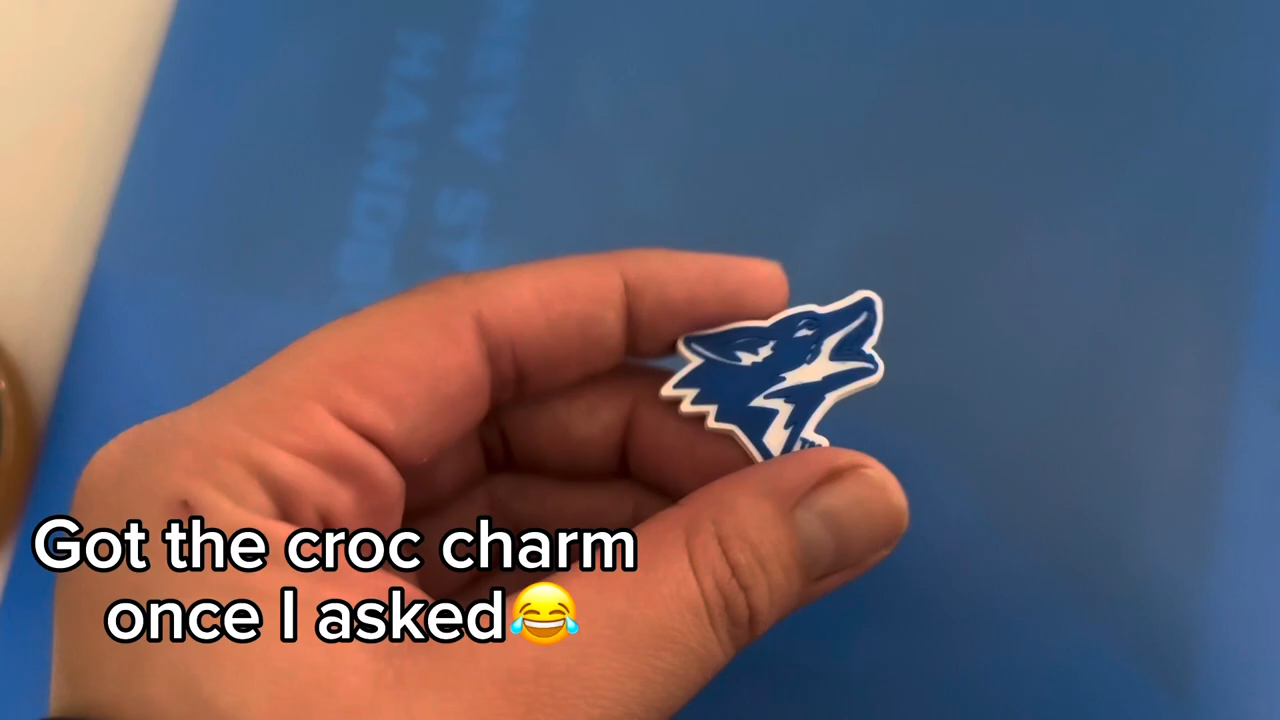 Got the croc charm
once I asked😂